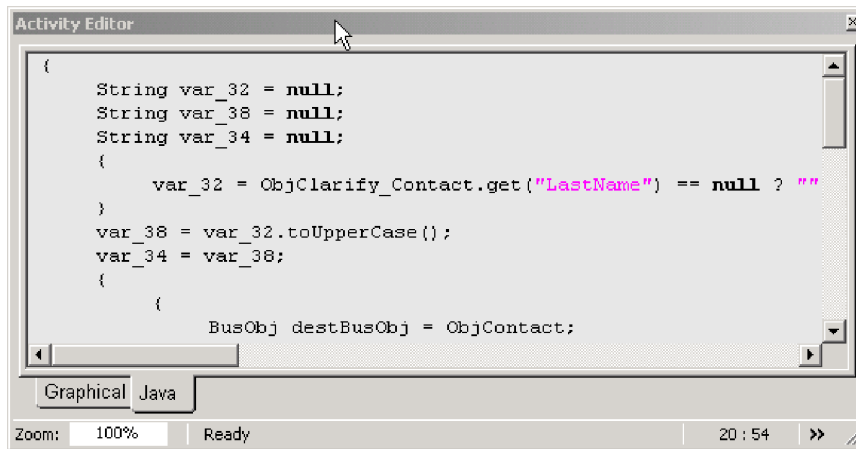 Activity Editor
{
String var_32 = null;
String var_38 = null;
String var_34 = null;
{
var_32 = ObjClarify_Contact.get("LastName") == null ? ""
}
var_38 = var_32.toUpperCase();
var_34 = var_38;
{
{
BusObj destBusObj = ObjContact;
Graphical Java
Zoom: 100% Ready 20 : 54 »